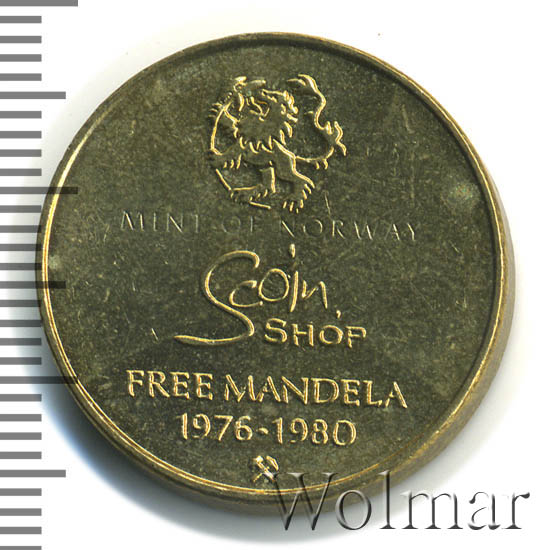 MINT OF NORWAY
Scoin
SHOP
FREE MANDELA
1976-1980
Wolmar